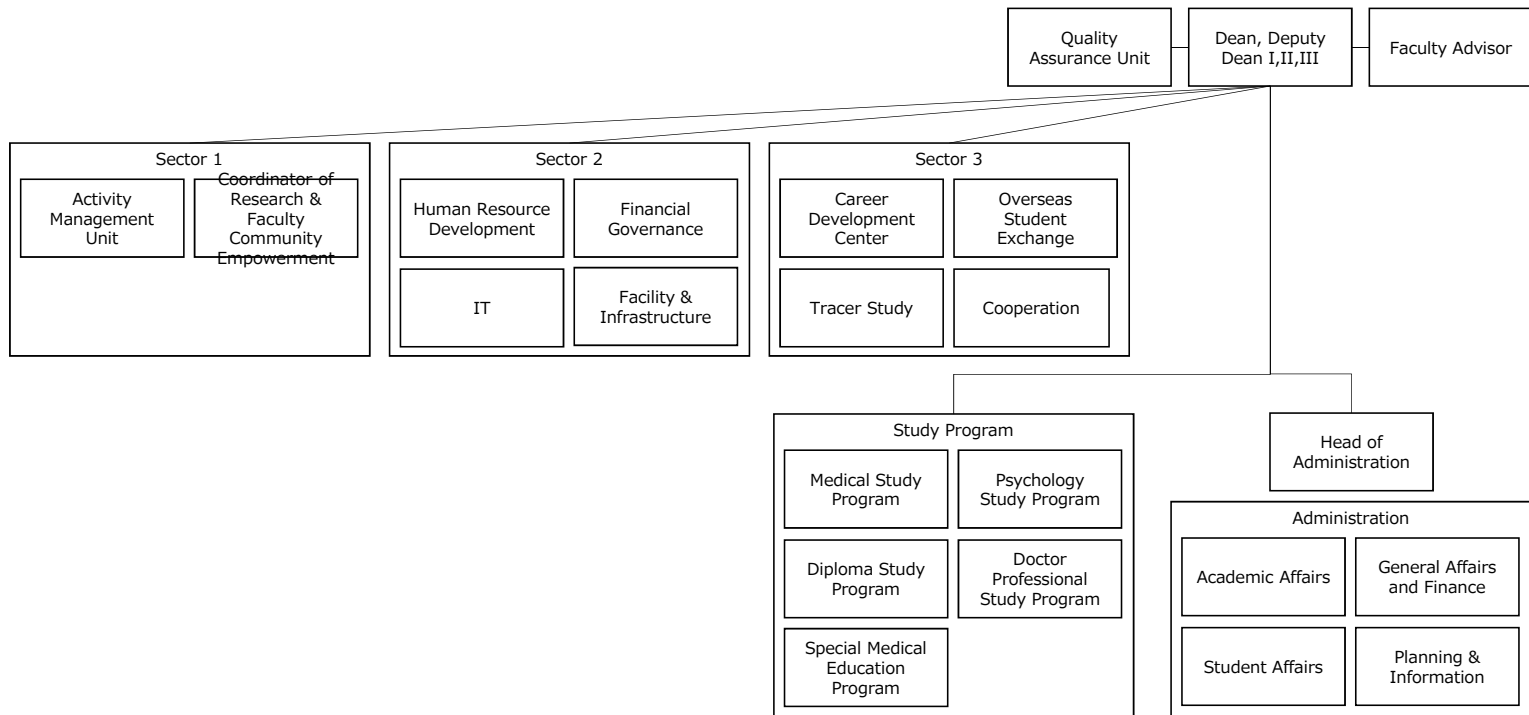 Quality
Assurance Unit
Dean, Deputy
Dean I,II,III
Faculty Advisor
Sector 1
Activity
Management
Unit
Coordinator of
Research &
Faculty
Community
Empowerment
Sector 2
Human Resource
Development
Financial
Governance
IT
Facility &
Infrastructure
Sector 3
Career
Development
Center
Overseas
Student
Exchange
Tracer Study
Cooperation
Study Program
Medical Study
Program
Psychology
Study Program
Diploma Study
Program
Doctor
Professional
Study Program
Special Medical
Education
Program
Head of
Administration
Administration
Academic Affairs
General Affairs
and Finance
Student Affairs
Planning &
Information